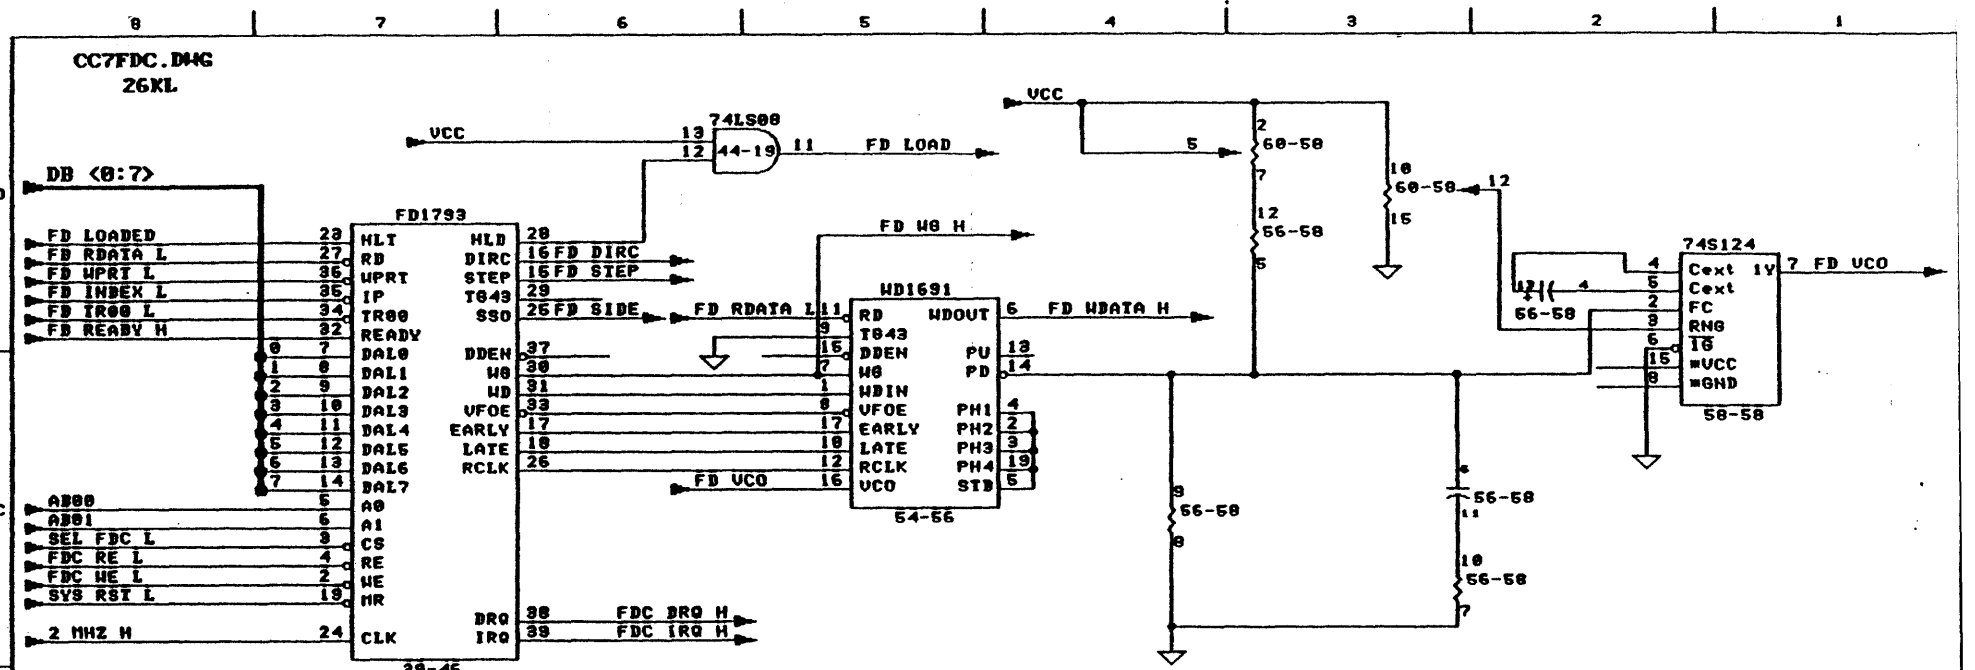 8 7 6 5 4 3 2 1
CC7FDC.DWG
26KL
VCC
13
12
74LS08
44-19
11
FD LOAD
VCC
5
2
60-58
7
12
56-58
5
10
60-58
15
12
DB <0:7>
FD1793
FD LOADED 23 HLT
FD RDATA L 27 RD
FD WPRT L 36 WPRT
FD INDEX L 35 IP
FD TR00 L 34 TR00
FD READY H 32 READY
0 7 DAL0
1 8 DAL1
2 9 DAL2
3 10 DAL3
4 11 DAL4
5 12 DAL5
6 13 DAL6
7 14 DAL7
AB00 5 A0
AB01 6 A1
SEL FDC L 3 CS
FDC RE L 4 RE
FDC WE L 2 WE
SYS RST L 19 MR
2 MHZ H 24 CLK
HLD 28
DIRC 16 FD DIRC
STEP 15 FD STEP
TG43 29
SSO 25 FD SIDE
DDEN 37
WG 30
WD 31
VFOE 33
EARLY 17
LATE 18
RCLK 26
DRQ 38 FDC DRQ H
IRQ 39 FDC IRQ H
39-45
FD WG H
WD1691
FD RDATA L 11 RD
9 TG43
15 DDEN
7 WG
1 WDIN
8 VFOE
17 EARLY
18 LATE
12 RCLK
FD VCO 16 VCO
WDOUT 6 FD WDATA H
PU 13
PD 14
PH1 4
PH2 2
PH3 3
PH4 19
STB 5
54-56
9
56-58
8
6
56-58
11
10
56-58
7
74S124
4 Cext
5 Cext
2 FC
3 RNG
6 1G
15 *VCC
8 *GND
1Y 7 FD VCO
58-58
13
4
56-58
D
C